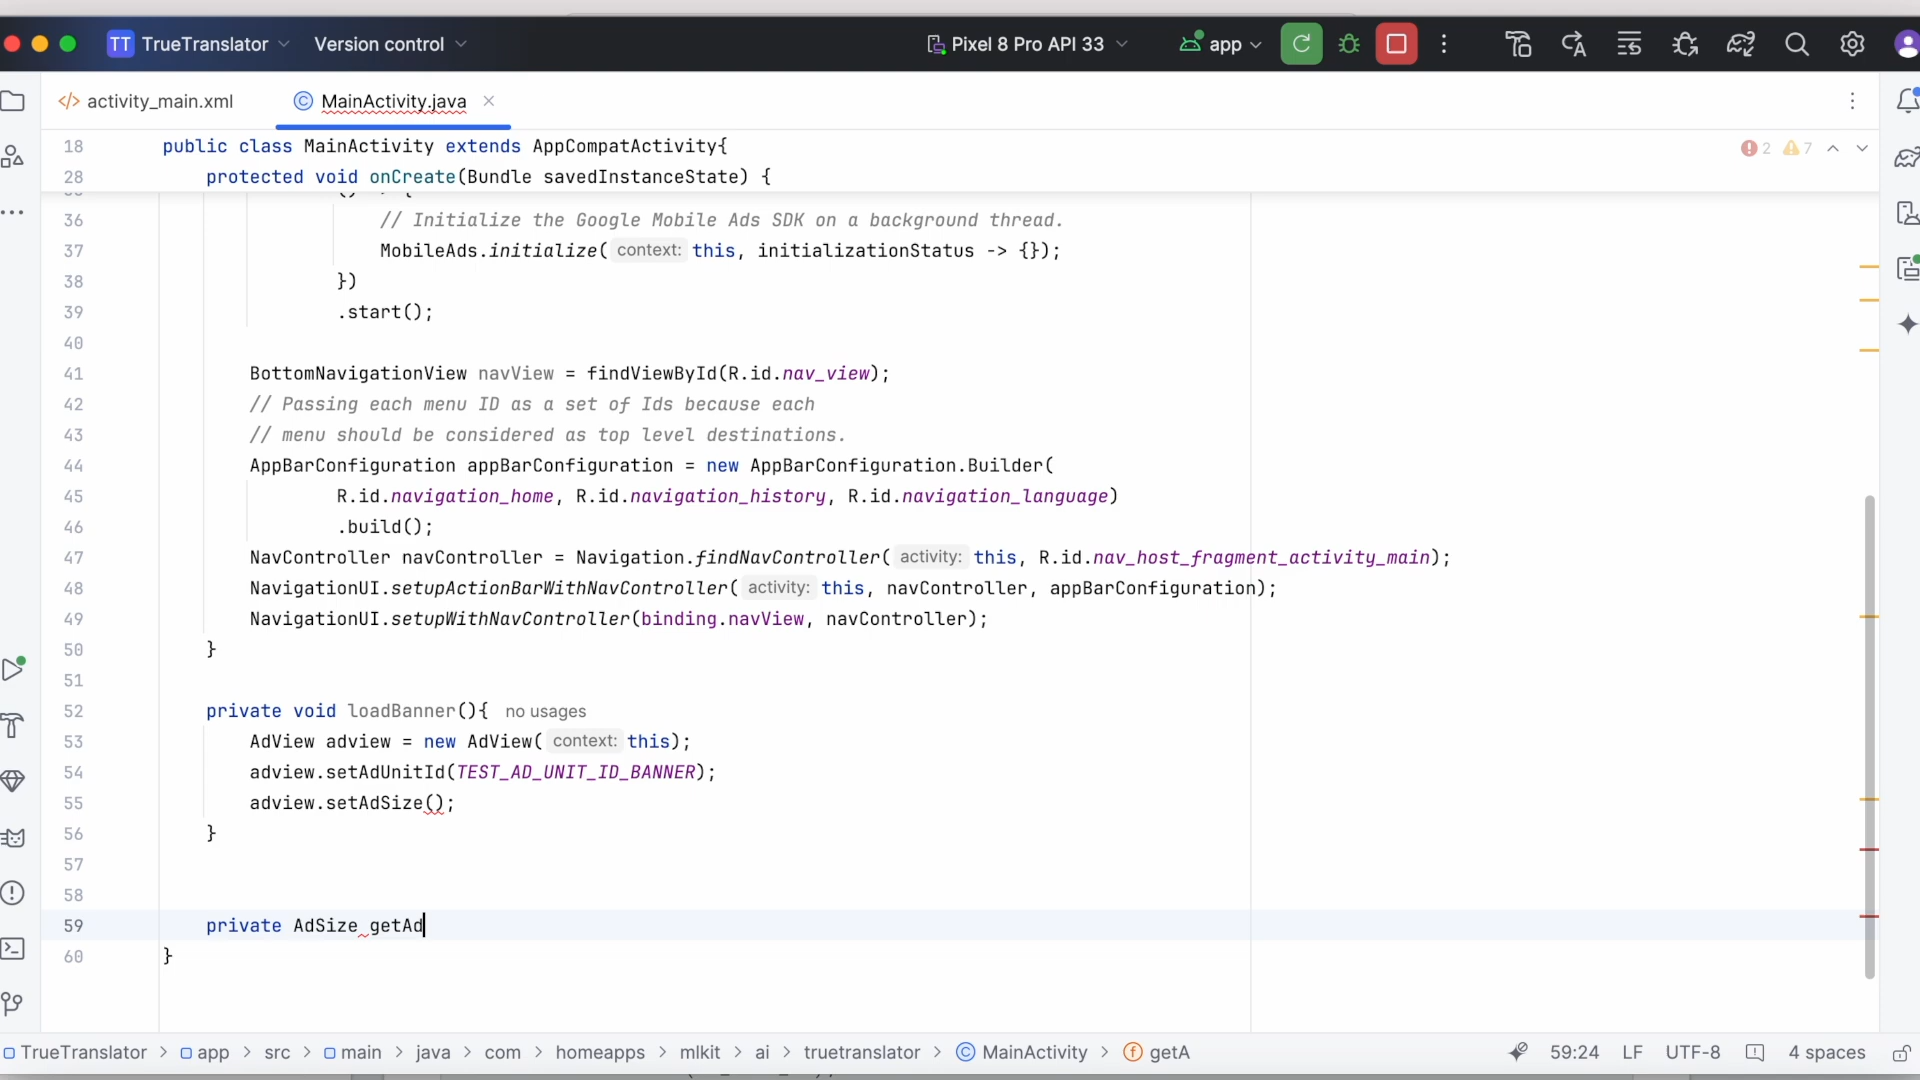 TT TrueTranslator Version control Pixel 8 Pro API 33 app
activity_main.xml MainActivity.java
18 public class MainActivity extends AppCompatActivity{ 2 7
28 protected void onCreate(Bundle savedInstanceState) {
36 // Initialize the Google Mobile Ads SDK on a background thread.
37 MobileAds.initialize( context: this, initializationStatus -> {});
38 })
39 .start();
40
41 BottomNavigationView navView = findViewById(R.id.nav_view);
42 // Passing each menu ID as a set of Ids because each
43 // menu should be considered as top level destinations.
44 AppBarConfiguration appBarConfiguration = new AppBarConfiguration.Builder(
45 R.id.navigation_home, R.id.navigation_history, R.id.navigation_language)
46 .build();
47 NavController navController = Navigation.findNavController( activity: this, R.id.nav_host_fragment_activity_main);
48 NavigationUI.setupActionBarWithNavController( activity: this, navController, appBarConfiguration);
49 NavigationUI.setupWithNavController(binding.navView, navController);
50 }
51
52 private void loadBanner(){ no usages
53 AdView adview = new AdView( context: this);
54 adview.setAdUnitId(TEST_AD_UNIT_ID_BANNER);
55 adview.setAdSize();
56 }
57
58
59 private AdSize getAd
60 }
TrueTranslator > app > src > main > java > com > homeapps > mlkit > ai > truetranslator > MainActivity > getA 59:24 LF UTF-8 4 spaces